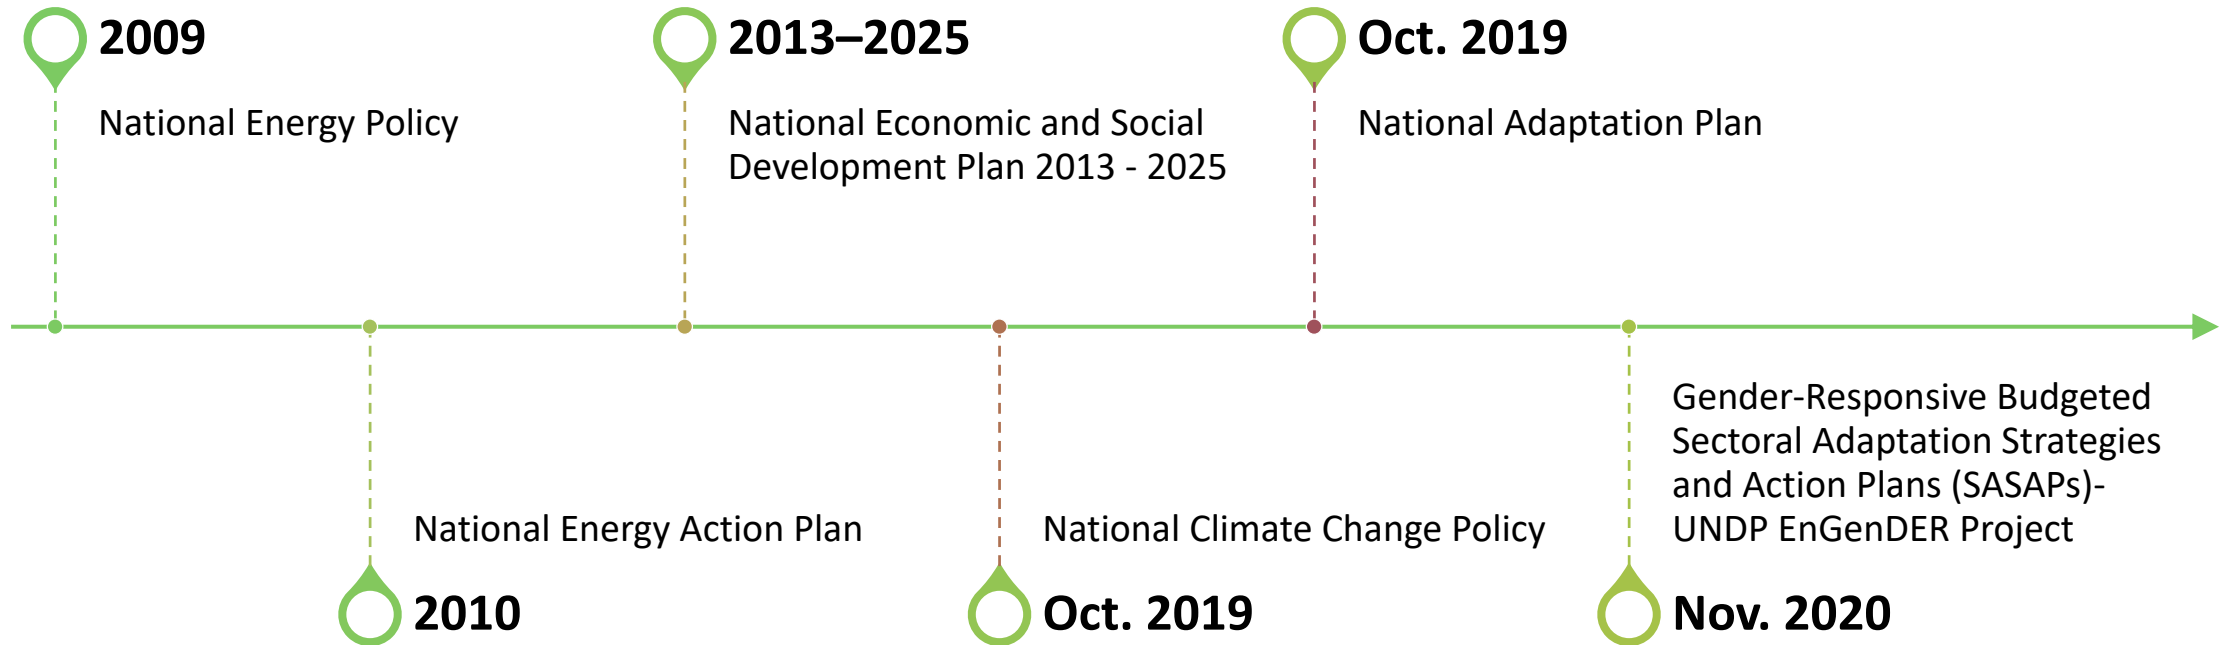 2009
National Energy Policy
2013–2025
National Economic and Social
Development Plan 2013 - 2025
Oct. 2019
National Adaptation Plan
National Energy Action Plan
2010
National Climate Change Policy
Oct. 2019
Gender-Responsive Budgeted
Sectoral Adaptation Strategies
and Action Plans (SASAPs)-
UNDP EnGenDER Project
Nov. 2020